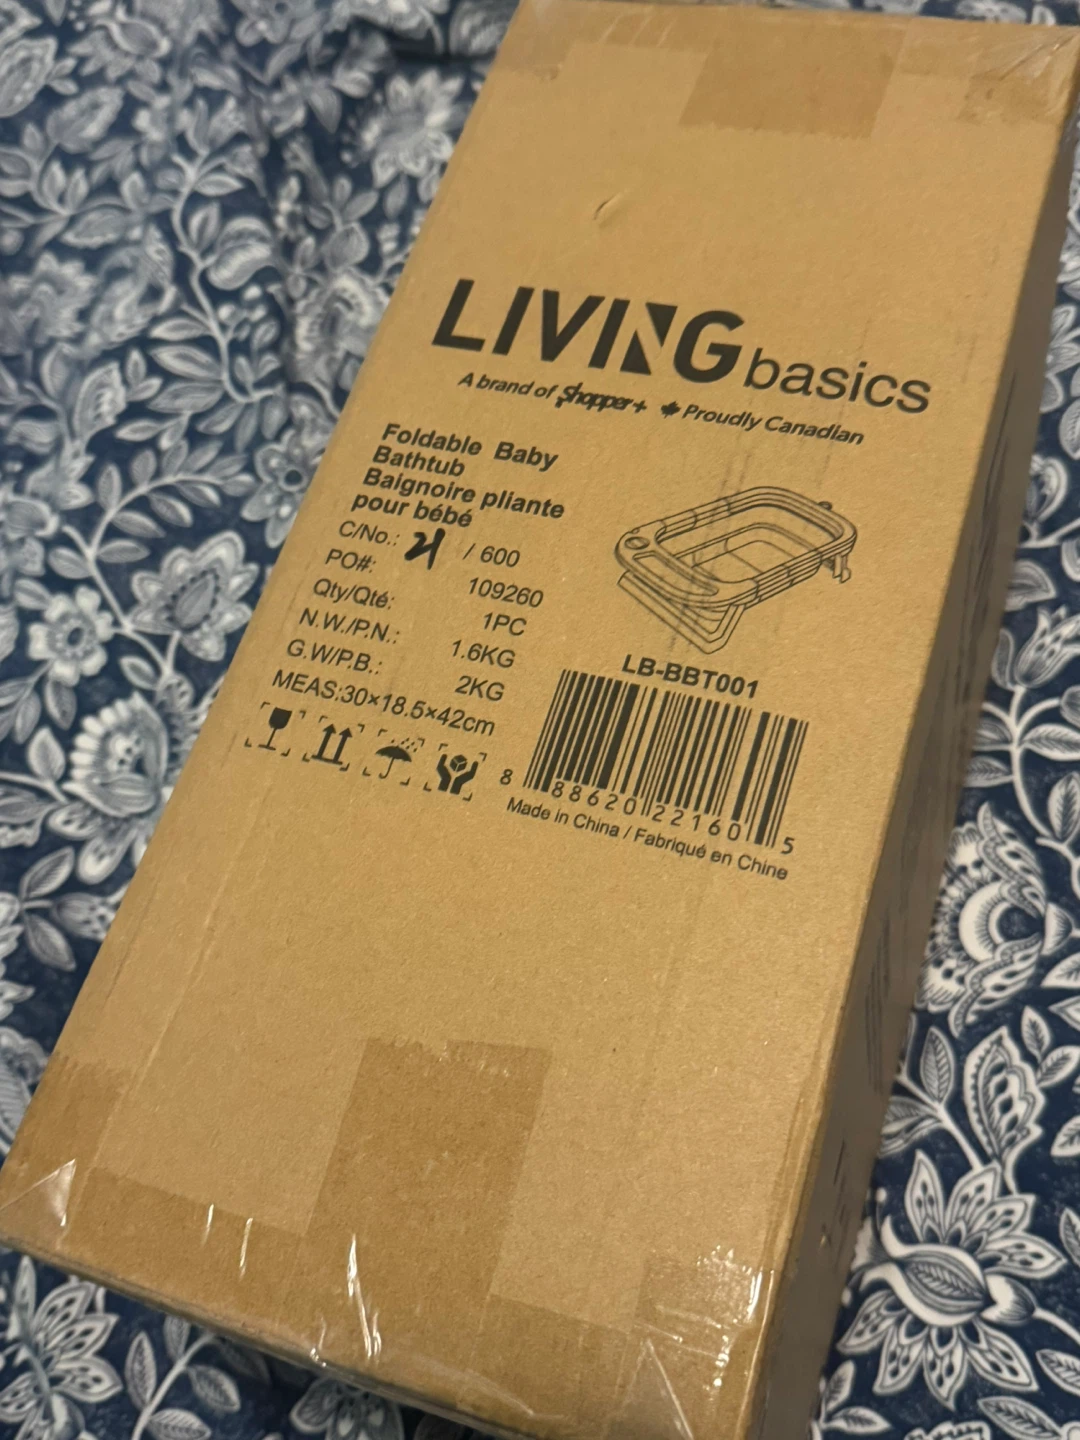 LIVING basics
A brand of Shopper+ Proudly Canadian
Foldable Baby
Bathtub
Baignoire pliante
pour bébé
C/No.: 21 / 600
PO#: 109260
Qty/Qté: 1PC
N.W./P.N.: 1.6KG
G.W/P.B.: 2KG
MEAS:30×18.5×42cm
LB-BBT001
8 88620 22160 5
Made in China / Fabriqué en Chine